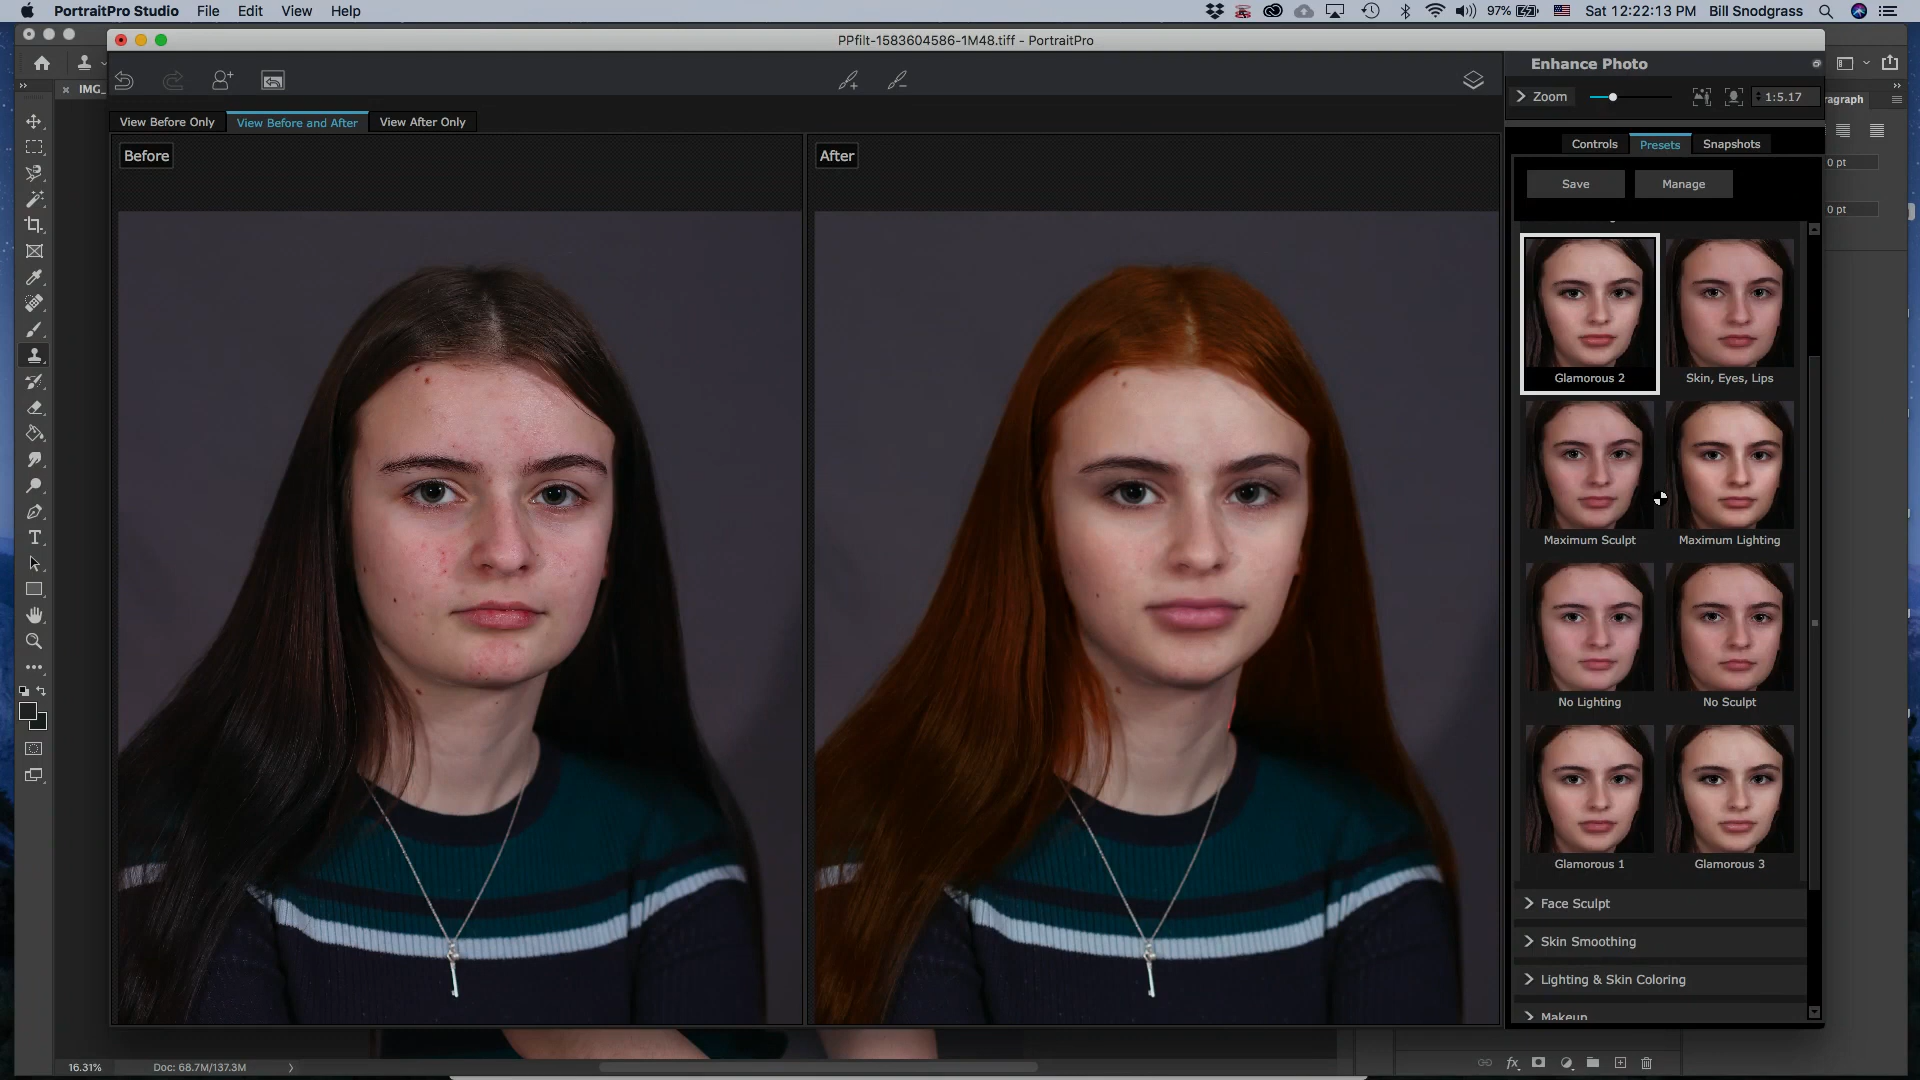 PortraitPro Studio File Edit View Help 97% Sat 12:22:13 PM Bill Snodgrass
PPfilt-1583604586-1M48.tiff - PortraitPro
Enhance Photo
Zoom 1:5.17
IMG_
ragraph
View Before Only View Before and After View After Only
Before After
Controls Presets Snapshots
0 pt
Save Manage
0 pt
Glamorous 2 Skin, Eyes, Lips
Maximum Sculpt Maximum Lighting
No Lighting No Sculpt
Glamorous 1 Glamorous 3
Face Sculpt
Skin Smoothing
Lighting & Skin Coloring
Makeup
16.31% Doc: 68.7M/137.3M
fx